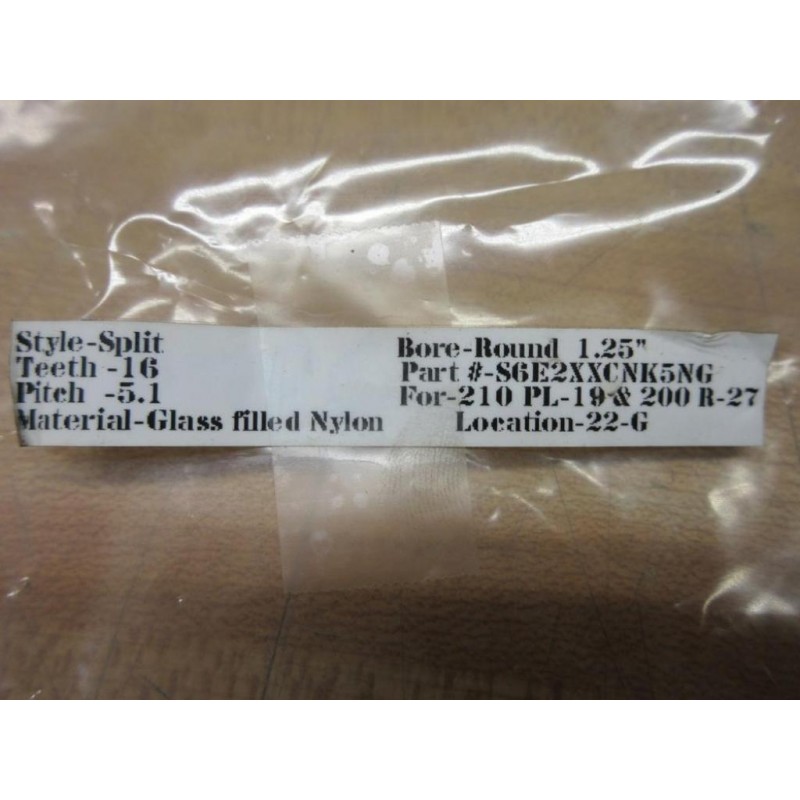 Style-Split
Teeth -16
Pitch -5.1
Material-Glass filled Nylon
Bore-Round 1.25"
Part #-S6E2XXCNK5NG
For-210 PL-19 & 200 R-27
Location-22-G